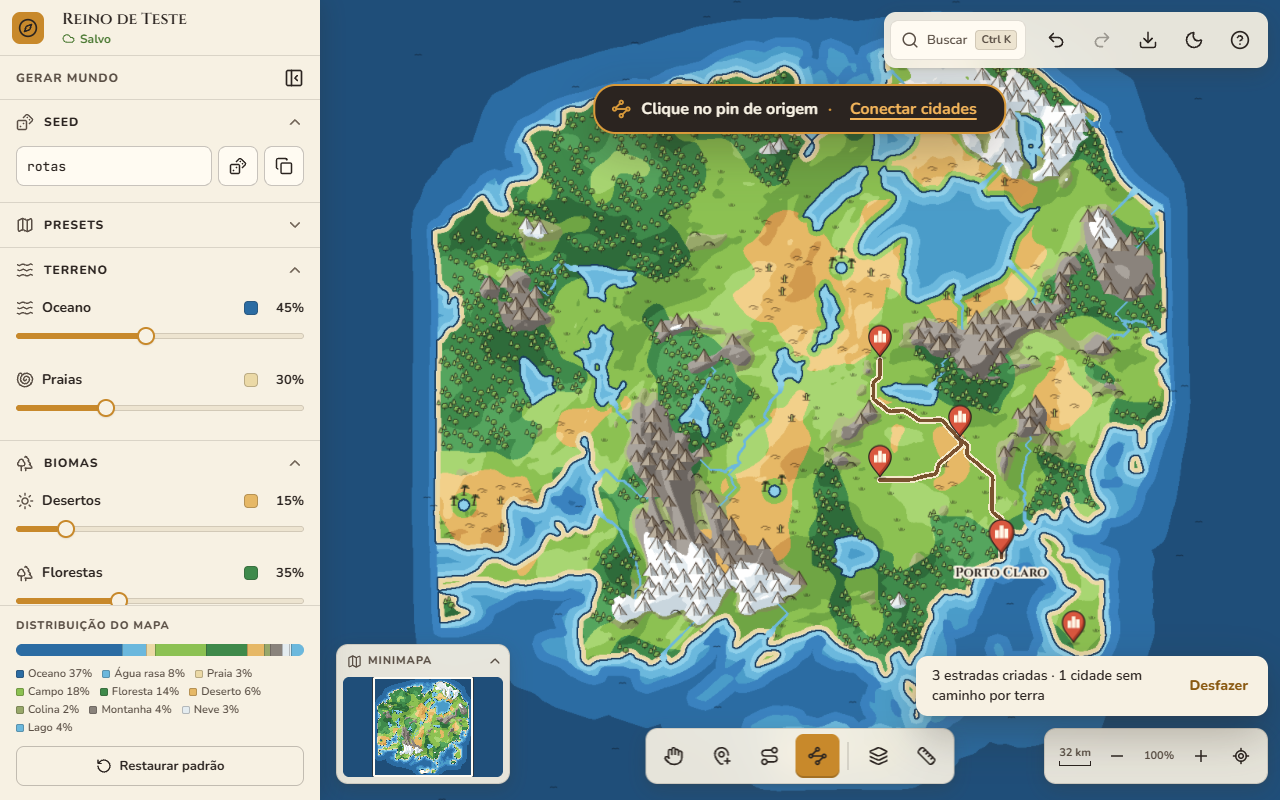 Reino de Teste
Salvo
GERAR MUNDO
SEED
rotas
PRESETS
TERRENO
Oceano 45%
Praias 30%
BIOMAS
Desertos 15%
Florestas 35%
DISTRIBUIÇÃO DO MAPA
Oceano 37% Água rasa 8% Praia 3%
Campo 18% Floresta 14% Deserto 6%
Colina 2% Montanha 4% Neve 3%
Lago 4%
Restaurar padrão
Buscar Ctrl K
Clique no pin de origem · Conectar cidades
Porto Claro
MINIMAPA
3 estradas criadas · 1 cidade sem
caminho por terra
Desfazer
32 km
100%